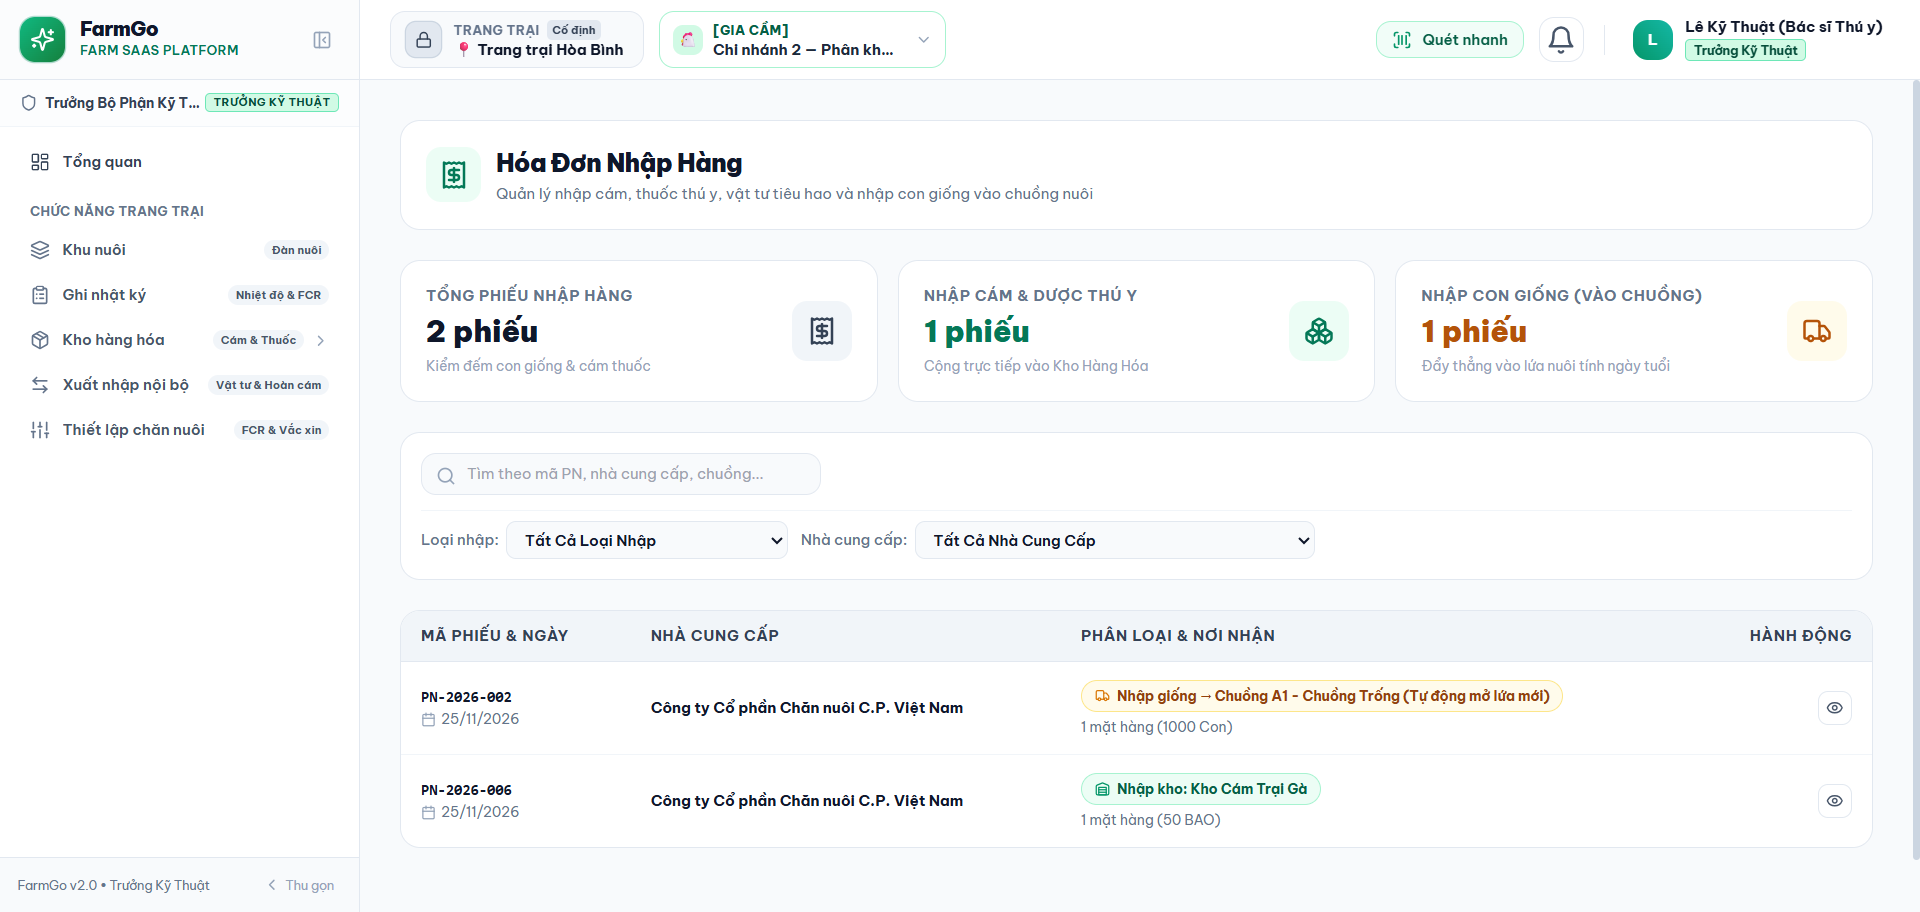 FarmGo
FARM SAAS PLATFORM
Trưởng Bộ Phận Kỹ T...
TRƯỞNG KỸ THUẬT
Tổng quan
CHỨC NĂNG TRANG TRẠI
Khu nuôi
Đàn nuôi
Ghi nhật ký
Nhiệt độ & FCR
Kho hàng hóa
Cám & Thuốc
Xuất nhập nội bộ
Vật tư & Hoàn cám
Thiết lập chăn nuôi
FCR & Vắc xin
FarmGo v2.0 • Trưởng Kỹ Thuật
Thu gọn
TRANG TRẠI
Cố định
Trang trại Hòa Bình
[GIA CẦM]
Chi nhánh 2 — Phân kh...
Quét nhanh
L
Lê Kỹ Thuật (Bác sĩ Thú y)
Trưởng Kỹ Thuật
Hóa Đơn Nhập Hàng
Quản lý nhập cám, thuốc thú y, vật tư tiêu hao và nhập con giống vào chuồng nuôi
TỔNG PHIẾU NHẬP HÀNG
2 phiếu
Kiểm đếm con giống & cám thuốc
NHẬP CÁM & DƯỢC THÚ Y
1 phiếu
Cộng trực tiếp vào Kho Hàng Hóa
NHẬP CON GIỐNG (VÀO CHUỒNG)
1 phiếu
Đẩy thẳng vào lứa nuôi tính ngày tuổi
Tìm theo mã PN, nhà cung cấp, chuồng...
Loại nhập:
Tất Cả Loại Nhập
Nhà cung cấp:
Tất Cả Nhà Cung Cấp
MÃ PHIẾU & NGÀY
NHÀ CUNG CẤP
PHÂN LOẠI & NƠI NHẬN
HÀNH ĐỘNG
PN-2026-002
25/11/2026
Công ty Cổ phần Chăn nuôi C.P. Việt Nam
Nhập giống → Chuồng A1 - Chuồng Trống (Tự động mở lứa mới)
1 mặt hàng (1000 Con)
PN-2026-006
25/11/2026
Công ty Cổ phần Chăn nuôi C.P. Việt Nam
Nhập kho: Kho Cám Trại Gà
1 mặt hàng (50 BAO)